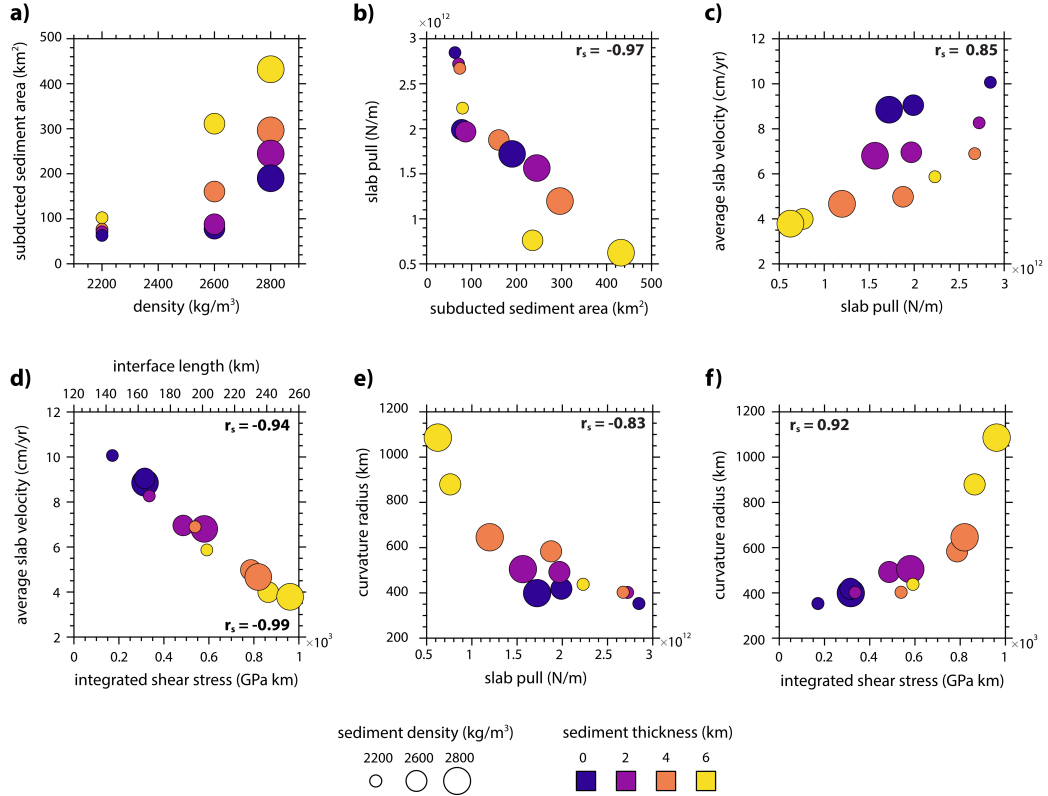 a)
500
400
300
200
100
0
2200 2400 2600 2800
subducted sediment area (km²)
density (kg/m³)
b)
×10¹²
3
2.5
2
1.5
1
0.5
0 100 200 300 400 500
slab pull (N/m)
subducted sediment area (km²)
rₛ = -0.97
c)
12
10
8
6
4
2
0.5 1 1.5 2 2.5 3
×10¹²
average slab velocity (cm/yr)
slab pull (N/m)
rₛ = 0.85
d)
interface length (km)
120 140 160 180 200 220 240 260
12
10
8
6
4
2
0 0.2 0.4 0.6 0.8 1
×10³
average slab velocity (cm/yr)
integrated shear stress (GPa km)
rₛ = -0.94
rₛ = -0.99
e)
1200
1000
800
600
400
200
0.5 1 1.5 2 2.5 3
×10¹²
curvature radius (km)
slab pull (N/m)
rₛ = -0.83
f)
1200
1000
800
600
400
200
0 0.2 0.4 0.6 0.8 1
×10³
curvature radius (km)
integrated shear stress (GPa km)
rₛ = 0.92
sediment density (kg/m³)
2200 2600 2800
sediment thickness (km)
0 2 4 6